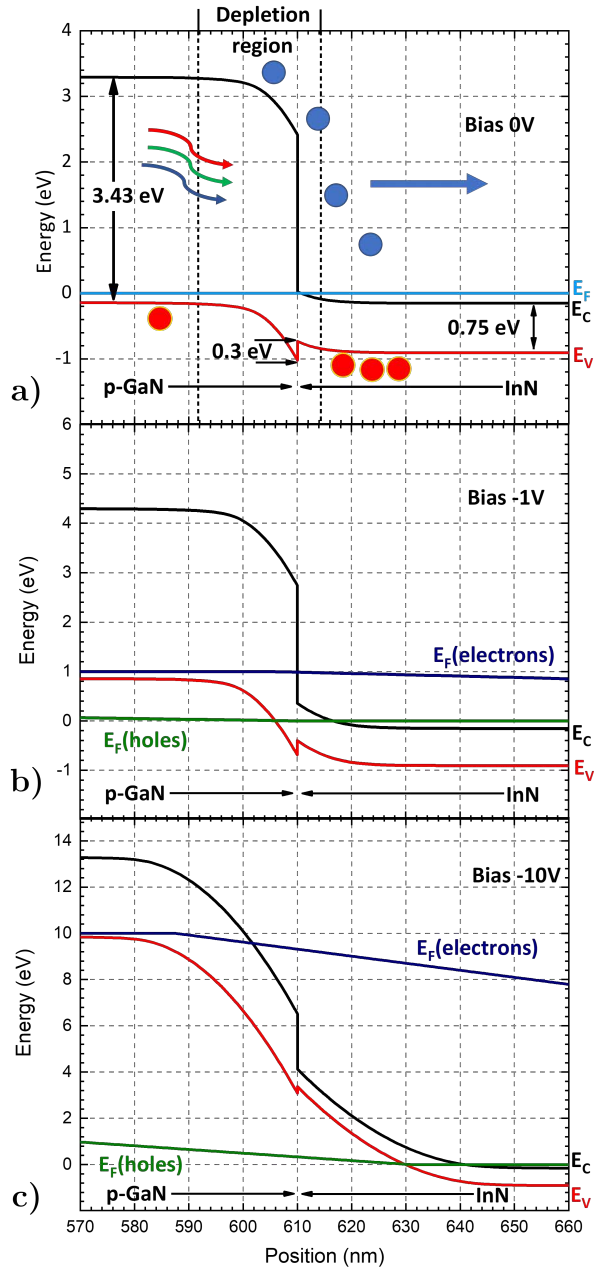 Depletion
region
4
3
2
1
0
-1
6
Energy (eV)
Bias 0V
3.43 eV
E_F
E_C
0.75 eV
E_V
0.3 eV
p-GaN
InN
a)
5
4
3
2
1
0
-1
Energy (eV)
Bias -1V
E_F(electrons)
E_F(holes)
E_C
E_V
p-GaN
InN
b)
14
12
10
8
6
4
2
0
Energy (eV)
Bias -10V
E_F(electrons)
E_F(holes)
E_C
E_V
p-GaN
InN
c)
570 580 590 600 610 620 630 640 650 660
Position (nm)